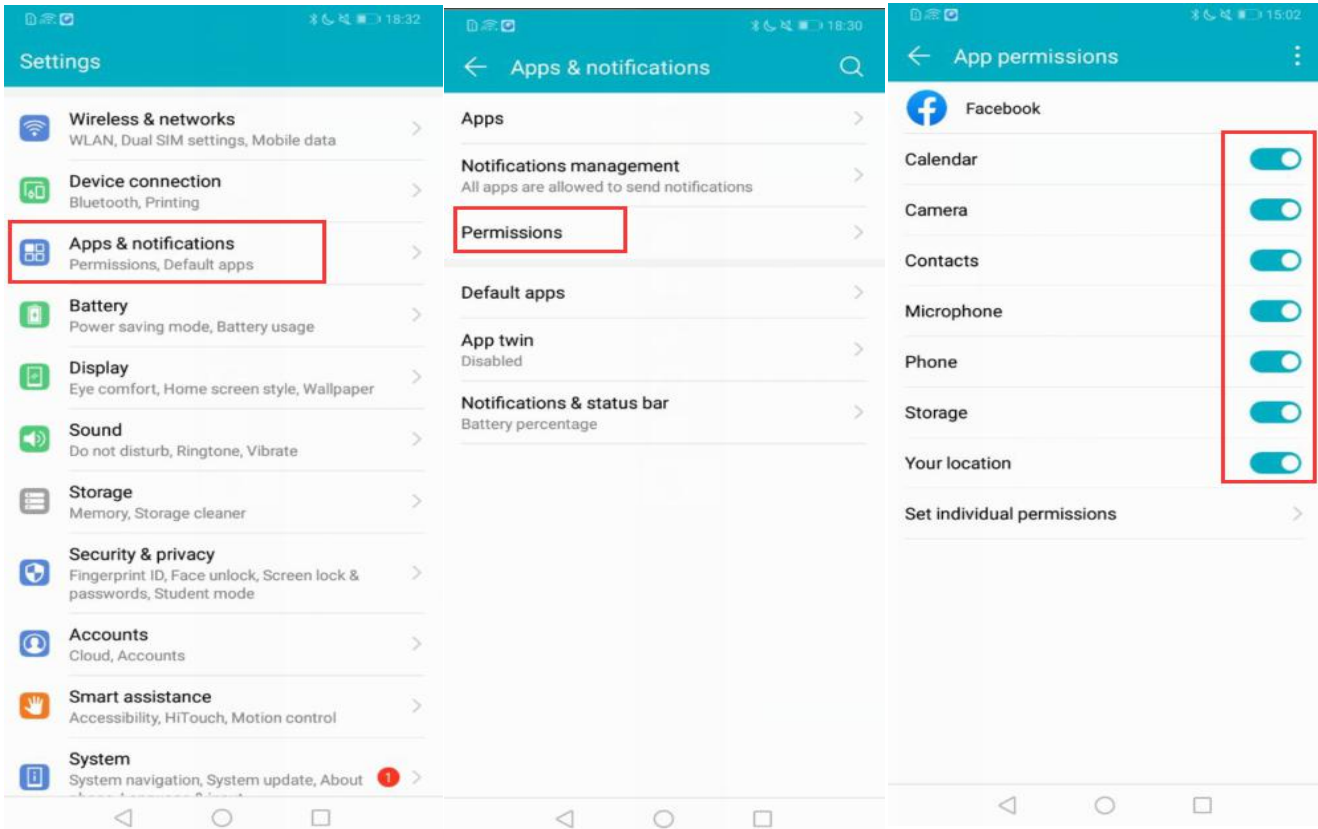 18:32
Settings
Wireless & networks
WLAN, Dual SIM settings, Mobile data
Device connection
Bluetooth, Printing
Apps & notifications
Permissions, Default apps
Battery
Power saving mode, Battery usage
Display
Eye comfort, Home screen style, Wallpaper
Sound
Do not disturb, Ringtone, Vibrate
Storage
Memory, Storage cleaner
Security & privacy
Fingerprint ID, Face unlock, Screen lock &
passwords, Student mode
Accounts
Cloud, Accounts
Smart assistance
Accessibility, HiTouch, Motion control
System
System navigation, System update, About
1
18:30
Apps & notifications
Apps
Notifications management
All apps are allowed to send notifications
Permissions
Default apps
App twin
Disabled
Notifications & status bar
Battery percentage
15:02
App permissions
Facebook
Calendar
Camera
Contacts
Microphone
Phone
Storage
Your location
Set individual permissions